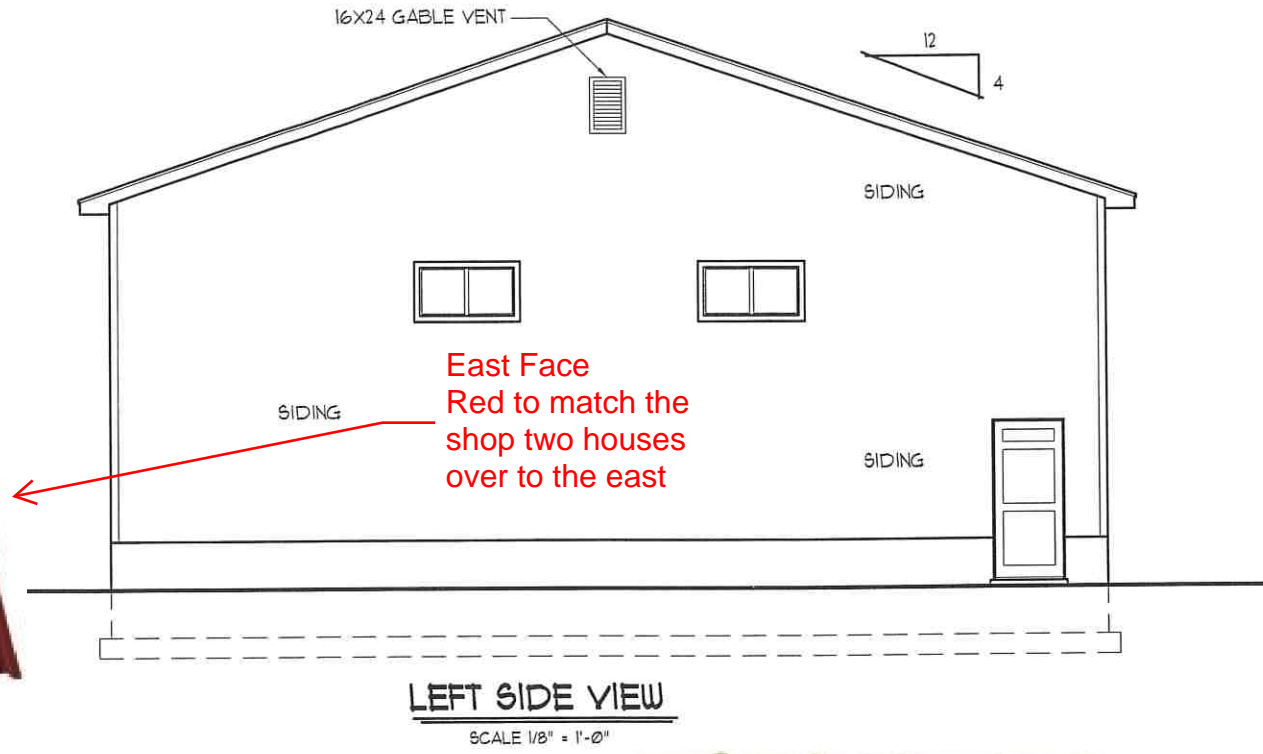 16X24 GABLE VENT
12
4
SIDING
East Face
Red to match the
shop two houses
over to the east
SIDING
SIDING
LEFT SIDE VIEW
SCALE 1/8" = 1'-0"